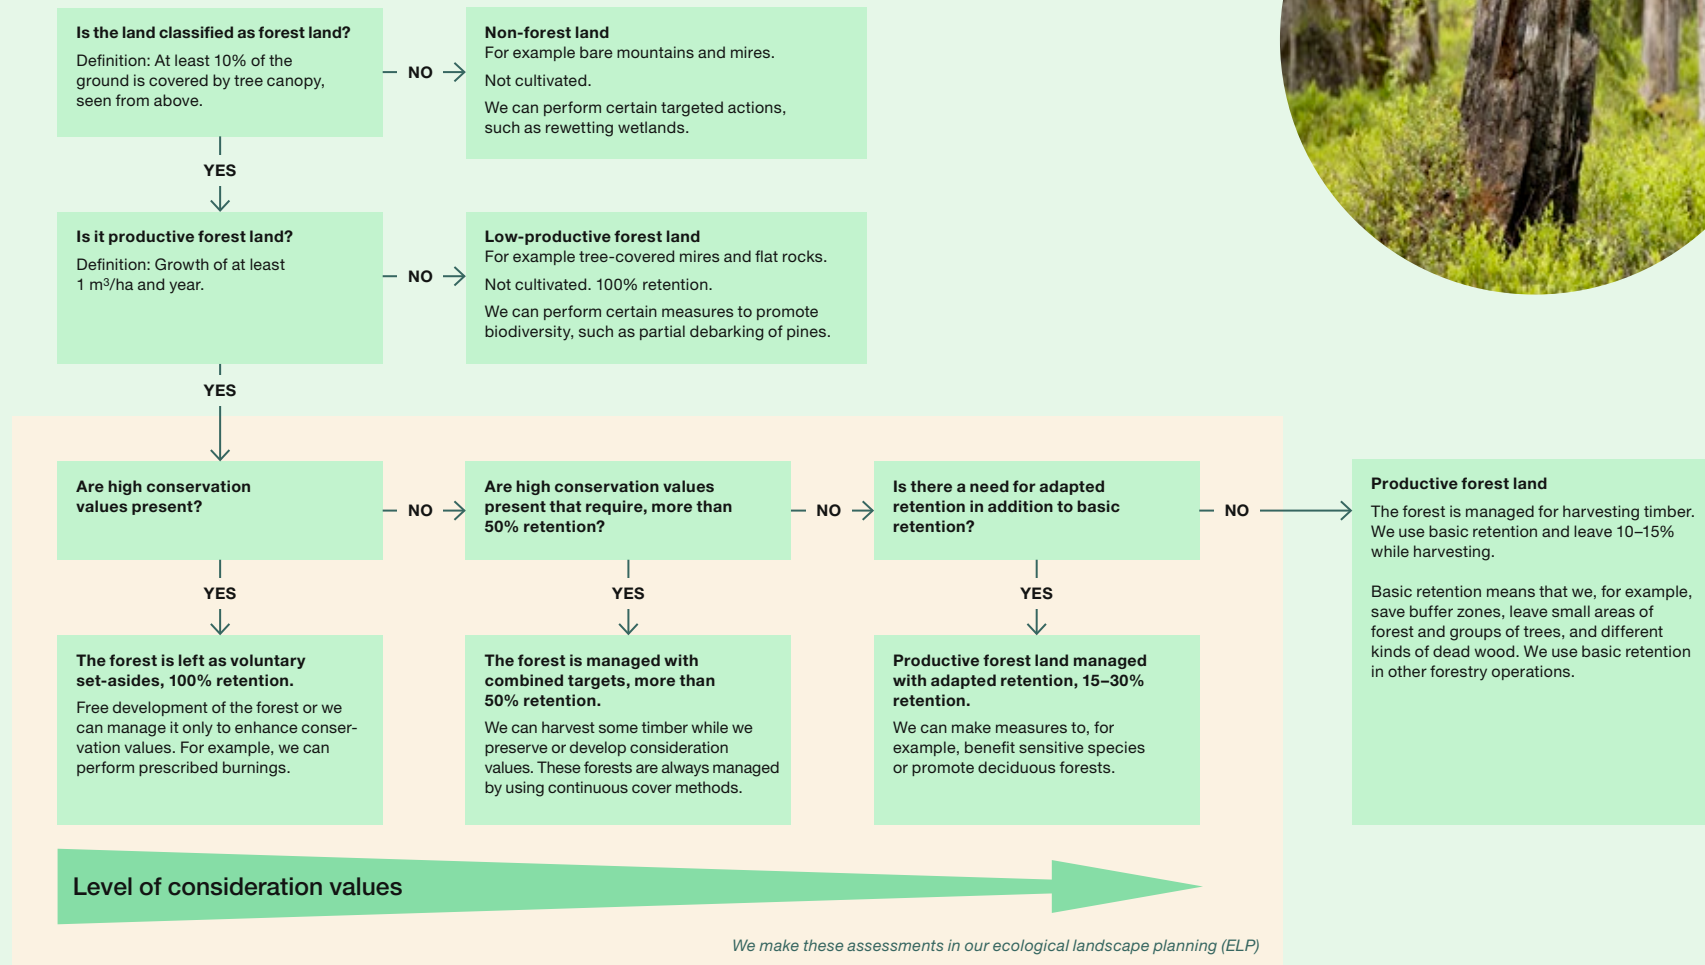 Is the land classified as forest land?
Definition: At least 10% of the
ground is covered by tree canopy,
seen from above.
NO
Non-forest land
For example bare mountains and mires.
Not cultivated.
We can perform certain targeted actions,
such as rewetting wetlands.
YES
Is it productive forest land?
Definition: Growth of at least
1 m³/ha and year.
NO
Low-productive forest land
For example tree-covered mires and flat rocks.
Not cultivated. 100% retention.
We can perform certain measures to promote
biodiversity, such as partial debarking of pines.
YES
Are high conservation
values present?
NO
Are high conservation values
present that require, more than
50% retention?
NO
Is there a need for adapted
retention in addition to basic
retention?
NO
Productive forest land
The forest is managed for harvesting timber.
We use basic retention and leave 10–15%
while harvesting.
Basic retention means that we, for example,
save buffer zones, leave small areas of
forest and groups of trees, and different
kinds of dead wood. We use basic retention
in other forestry operations.
YES
The forest is left as voluntary
set-asides, 100% retention.
Free development of the forest or we
can manage it only to enhance conser-
vation values. For example, we can
perform prescribed burnings.
YES
The forest is managed with
combined targets, more than
50% retention.
We can harvest some timber while we
preserve or develop consideration
values. These forests are always managed
by using continuous cover methods.
YES
Productive forest land managed
with adapted retention, 15–30%
retention.
We can make measures to, for
example, benefit sensitive species
or promote deciduous forests.
Level of consideration values
We make these assessments in our ecological landscape planning (ELP)